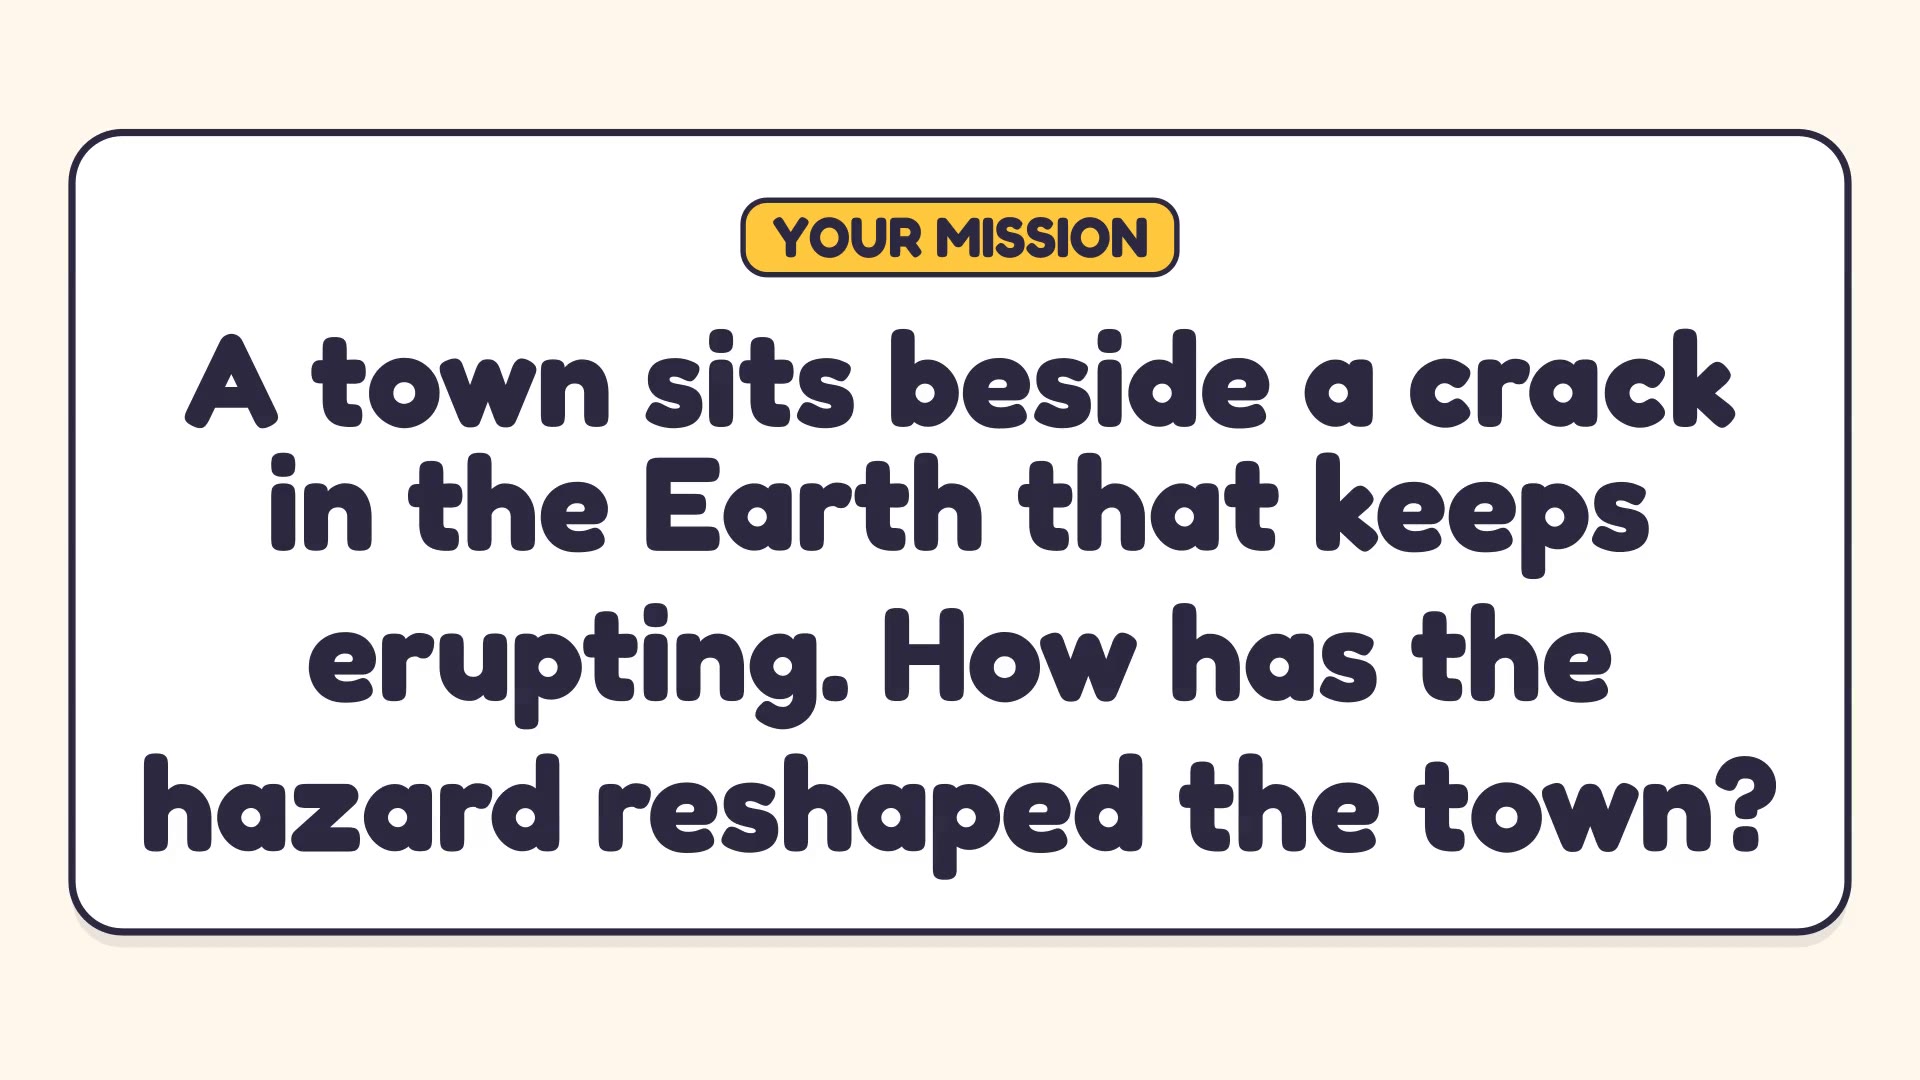 YOUR MISSION
A town sits beside a crack
in the Earth that keeps
erupting. How has the
hazard reshaped the town?